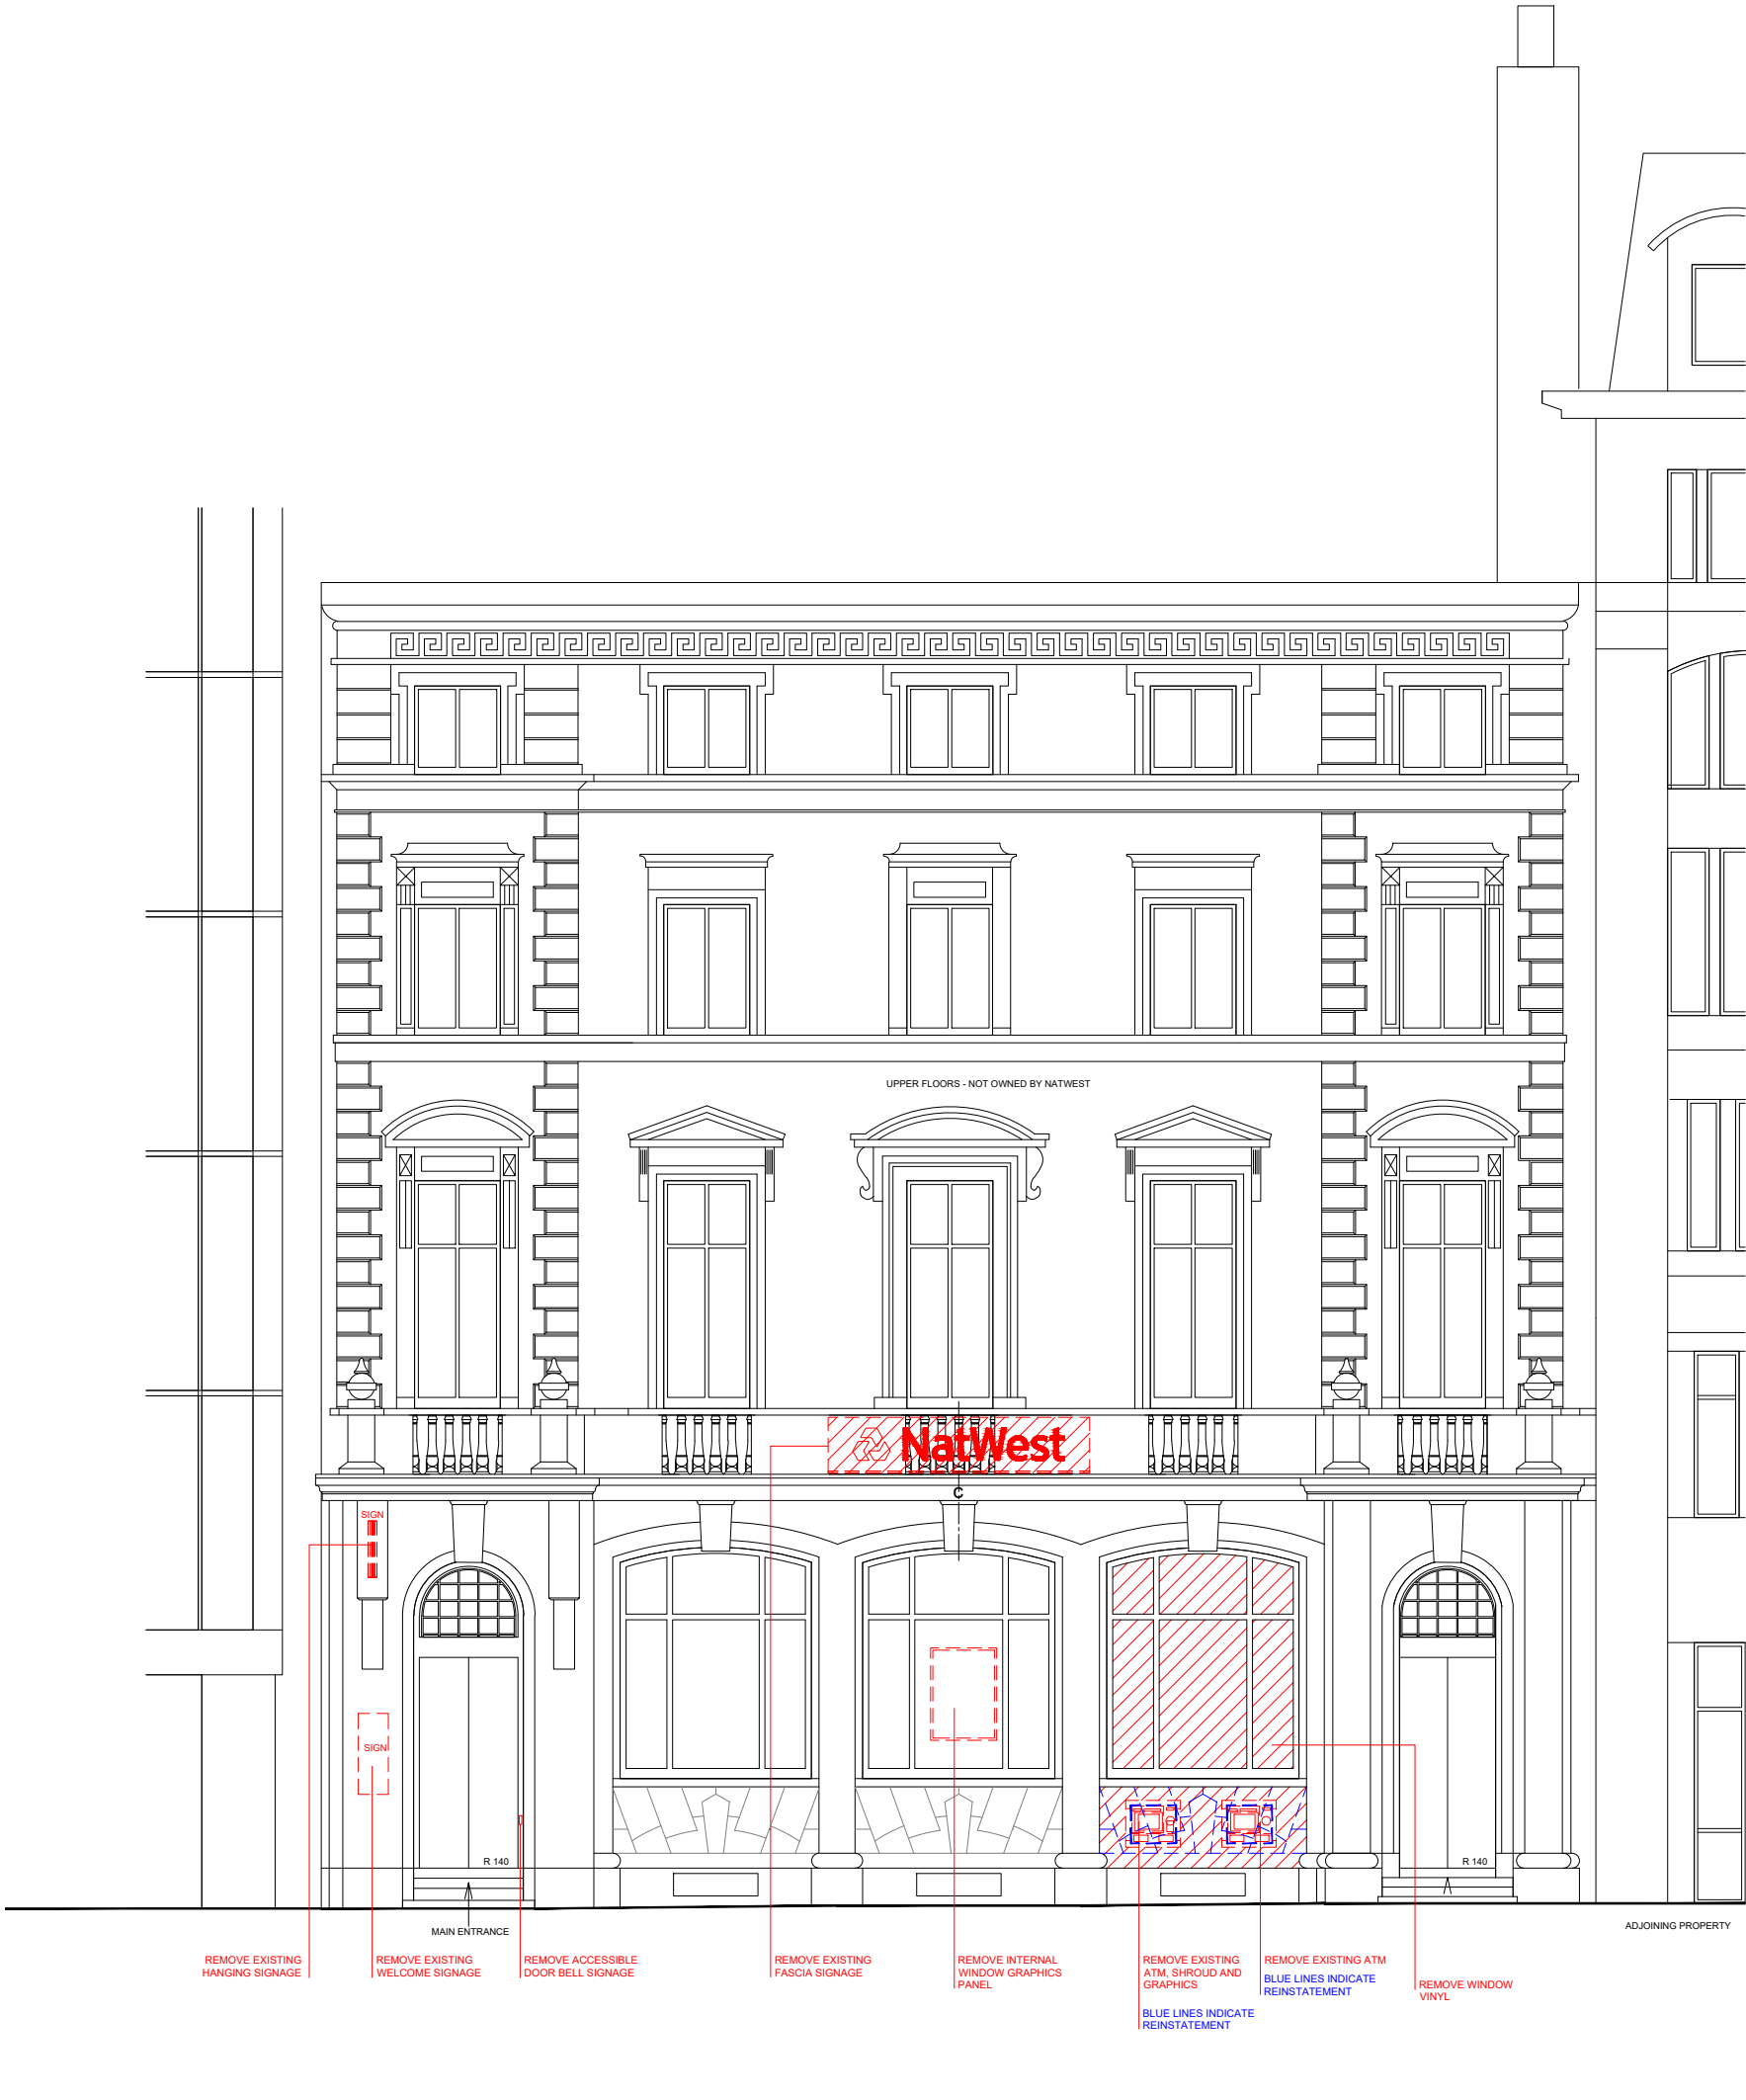 UPPER FLOORS - NOT OWNED BY NATWEST
NatWest
C
SIGN
SIGN
R 140
R 140
MAIN ENTRANCE
ADJOINING PROPERTY
REMOVE EXISTING
HANGING SIGNAGE
REMOVE EXISTING
WELCOME SIGNAGE
REMOVE ACCESSIBLE
DOOR BELL SIGNAGE
REMOVE EXISTING
FASCIA SIGNAGE
REMOVE INTERNAL
WINDOW GRAPHICS
PANEL
REMOVE EXISTING
ATM, SHROUD AND
GRAPHICS
BLUE LINES INDICATE
REINSTATEMENT
REMOVE EXISTING ATM
BLUE LINES INDICATE
REINSTATEMENT
REMOVE WINDOW
VINYL